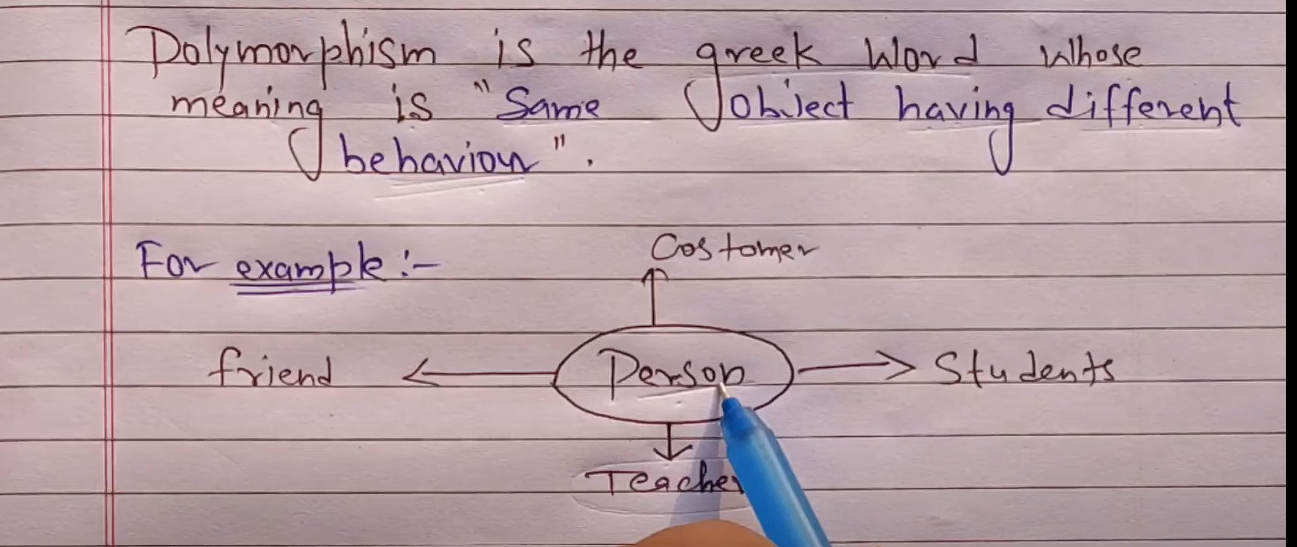 Polymorphism is the greek word whose
meaning is "Same object having different
behaviour".
For example :-
Costomer
friend ← Person → Students
Teacher